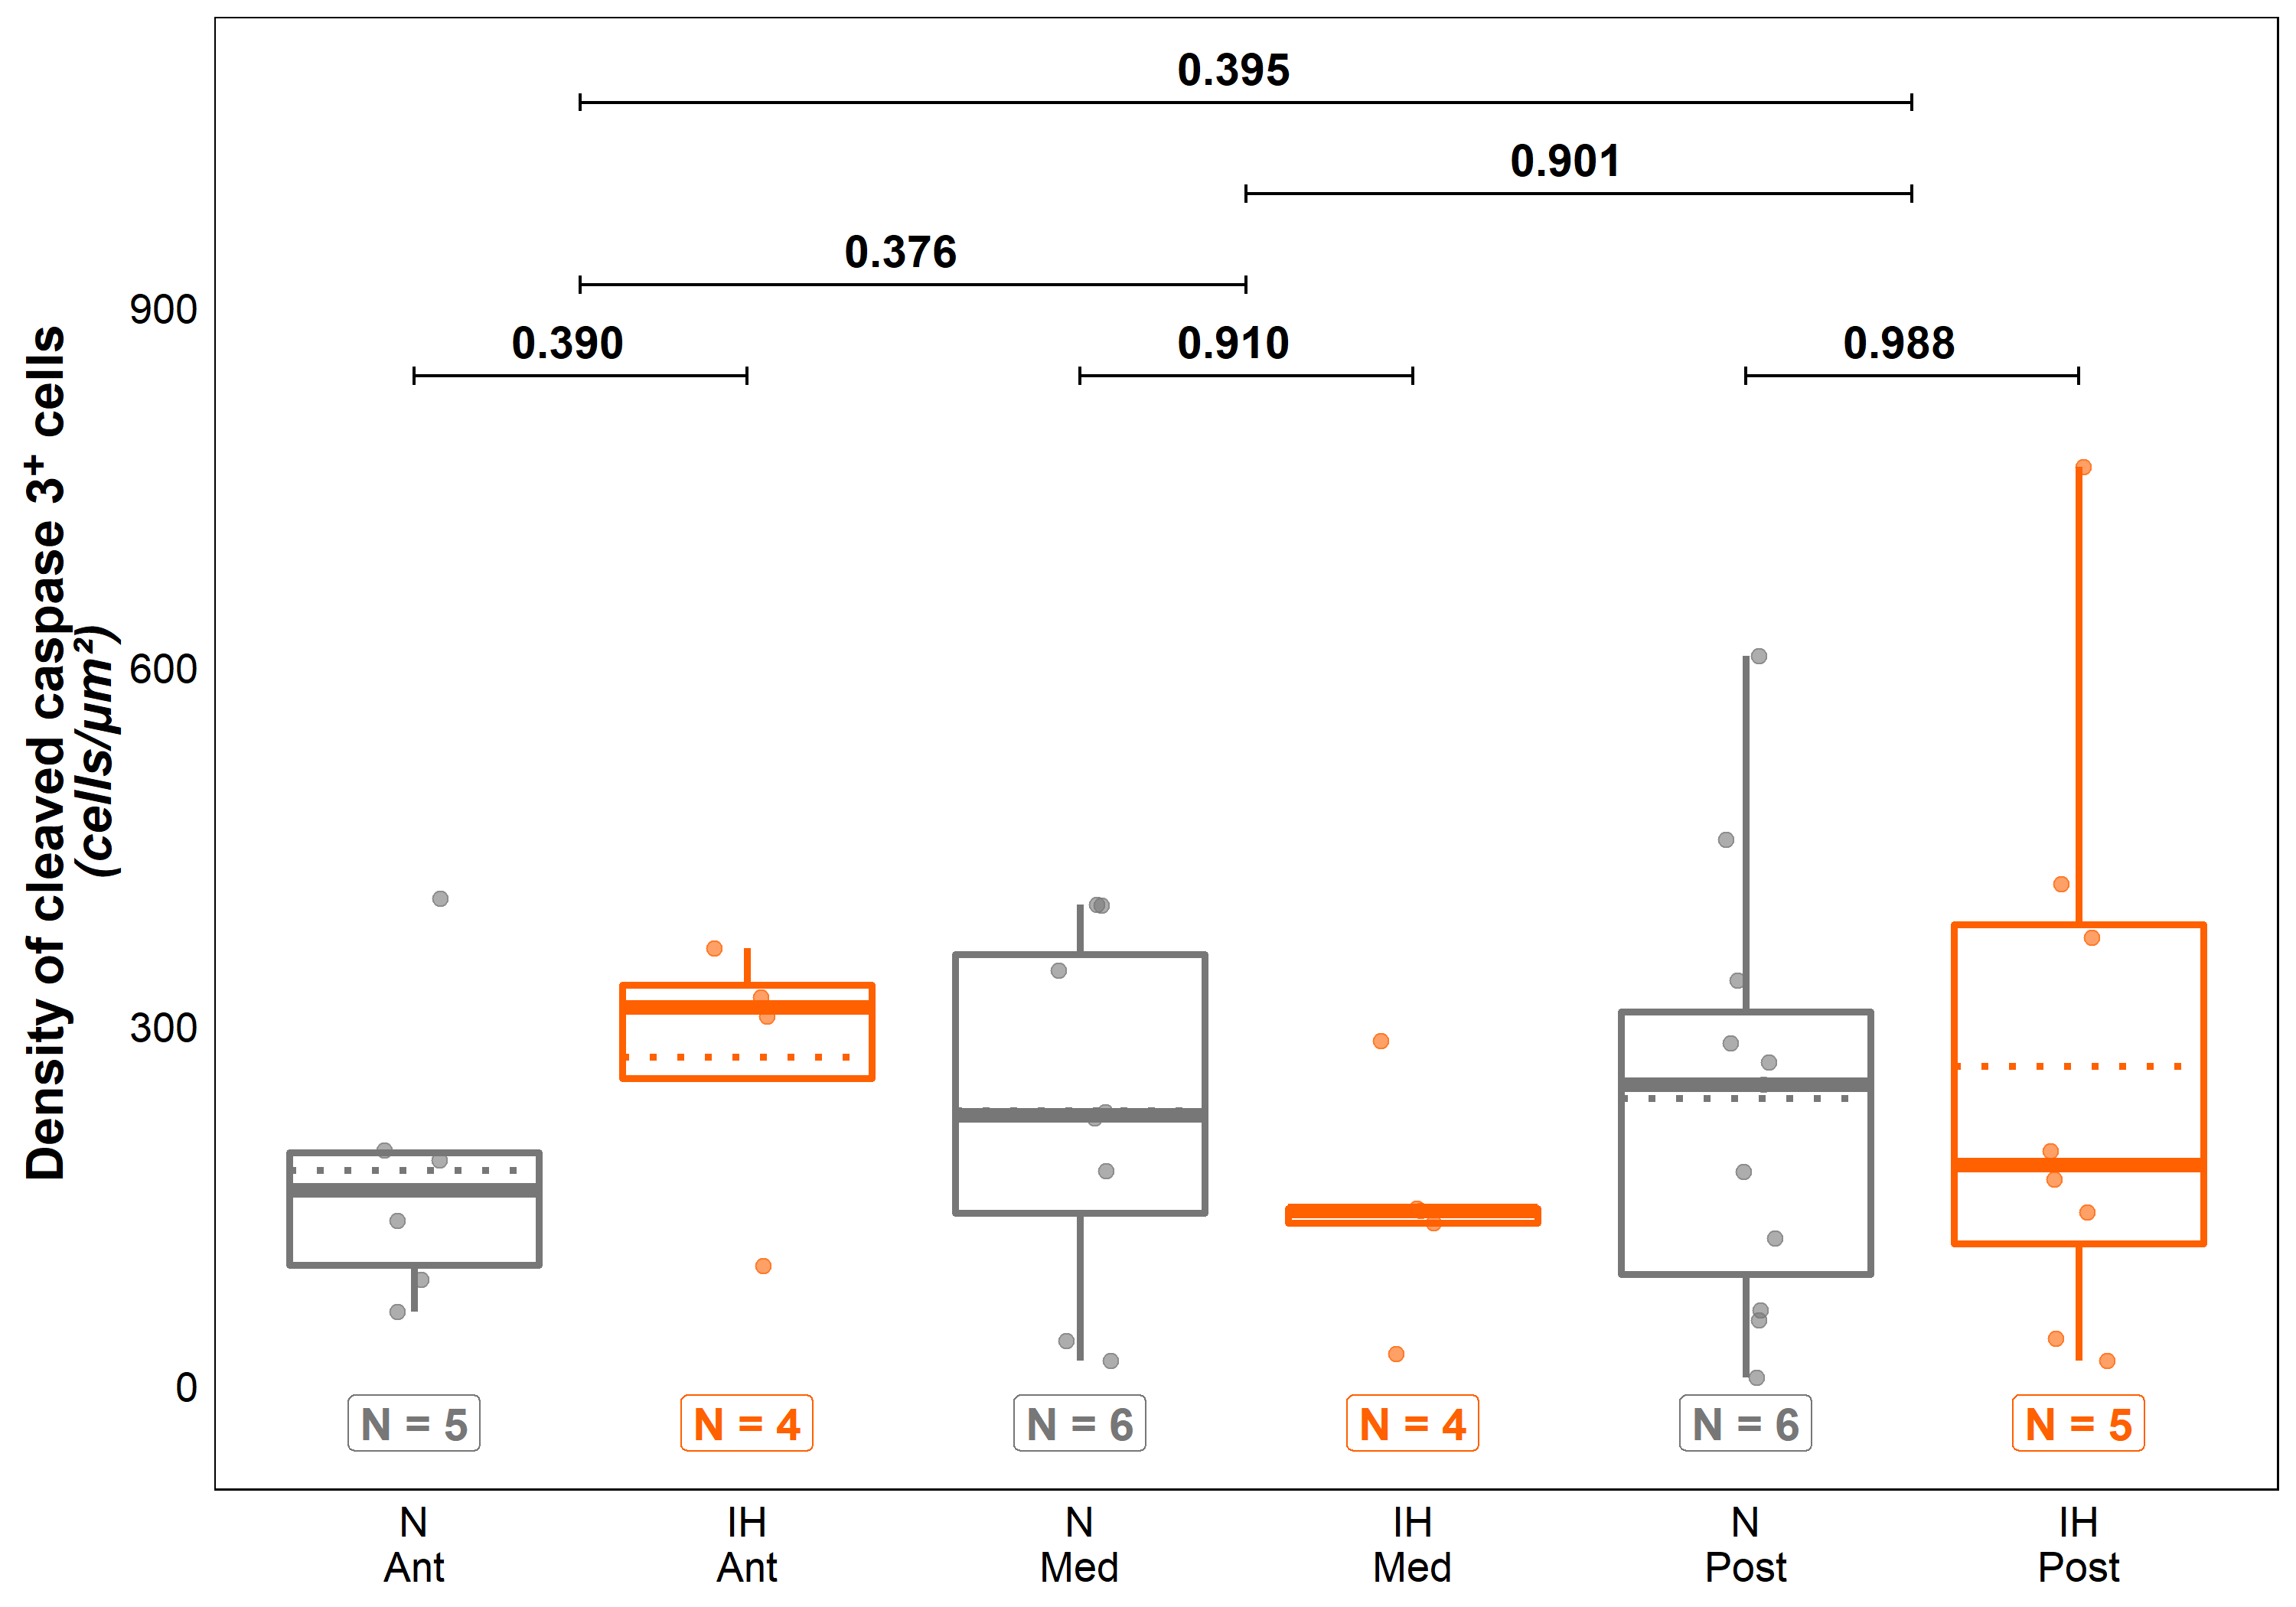 0.395
0.901
0.376
0.390
0.910
0.988
Density of cleaved caspase 3⁺ cells
(cells/µm²)
900
600
300
0
N = 5
N = 4
N = 6
N = 4
N = 6
N = 5
N
Ant
IH
Ant
N
Med
IH
Med
N
Post
IH
Post